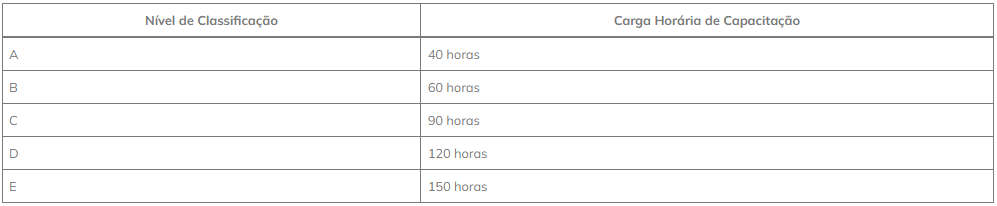 Nível de Classificação Carga Horária de Capacitação
A 40 horas
B 60 horas
C 90 horas
D 120 horas
E 150 horas